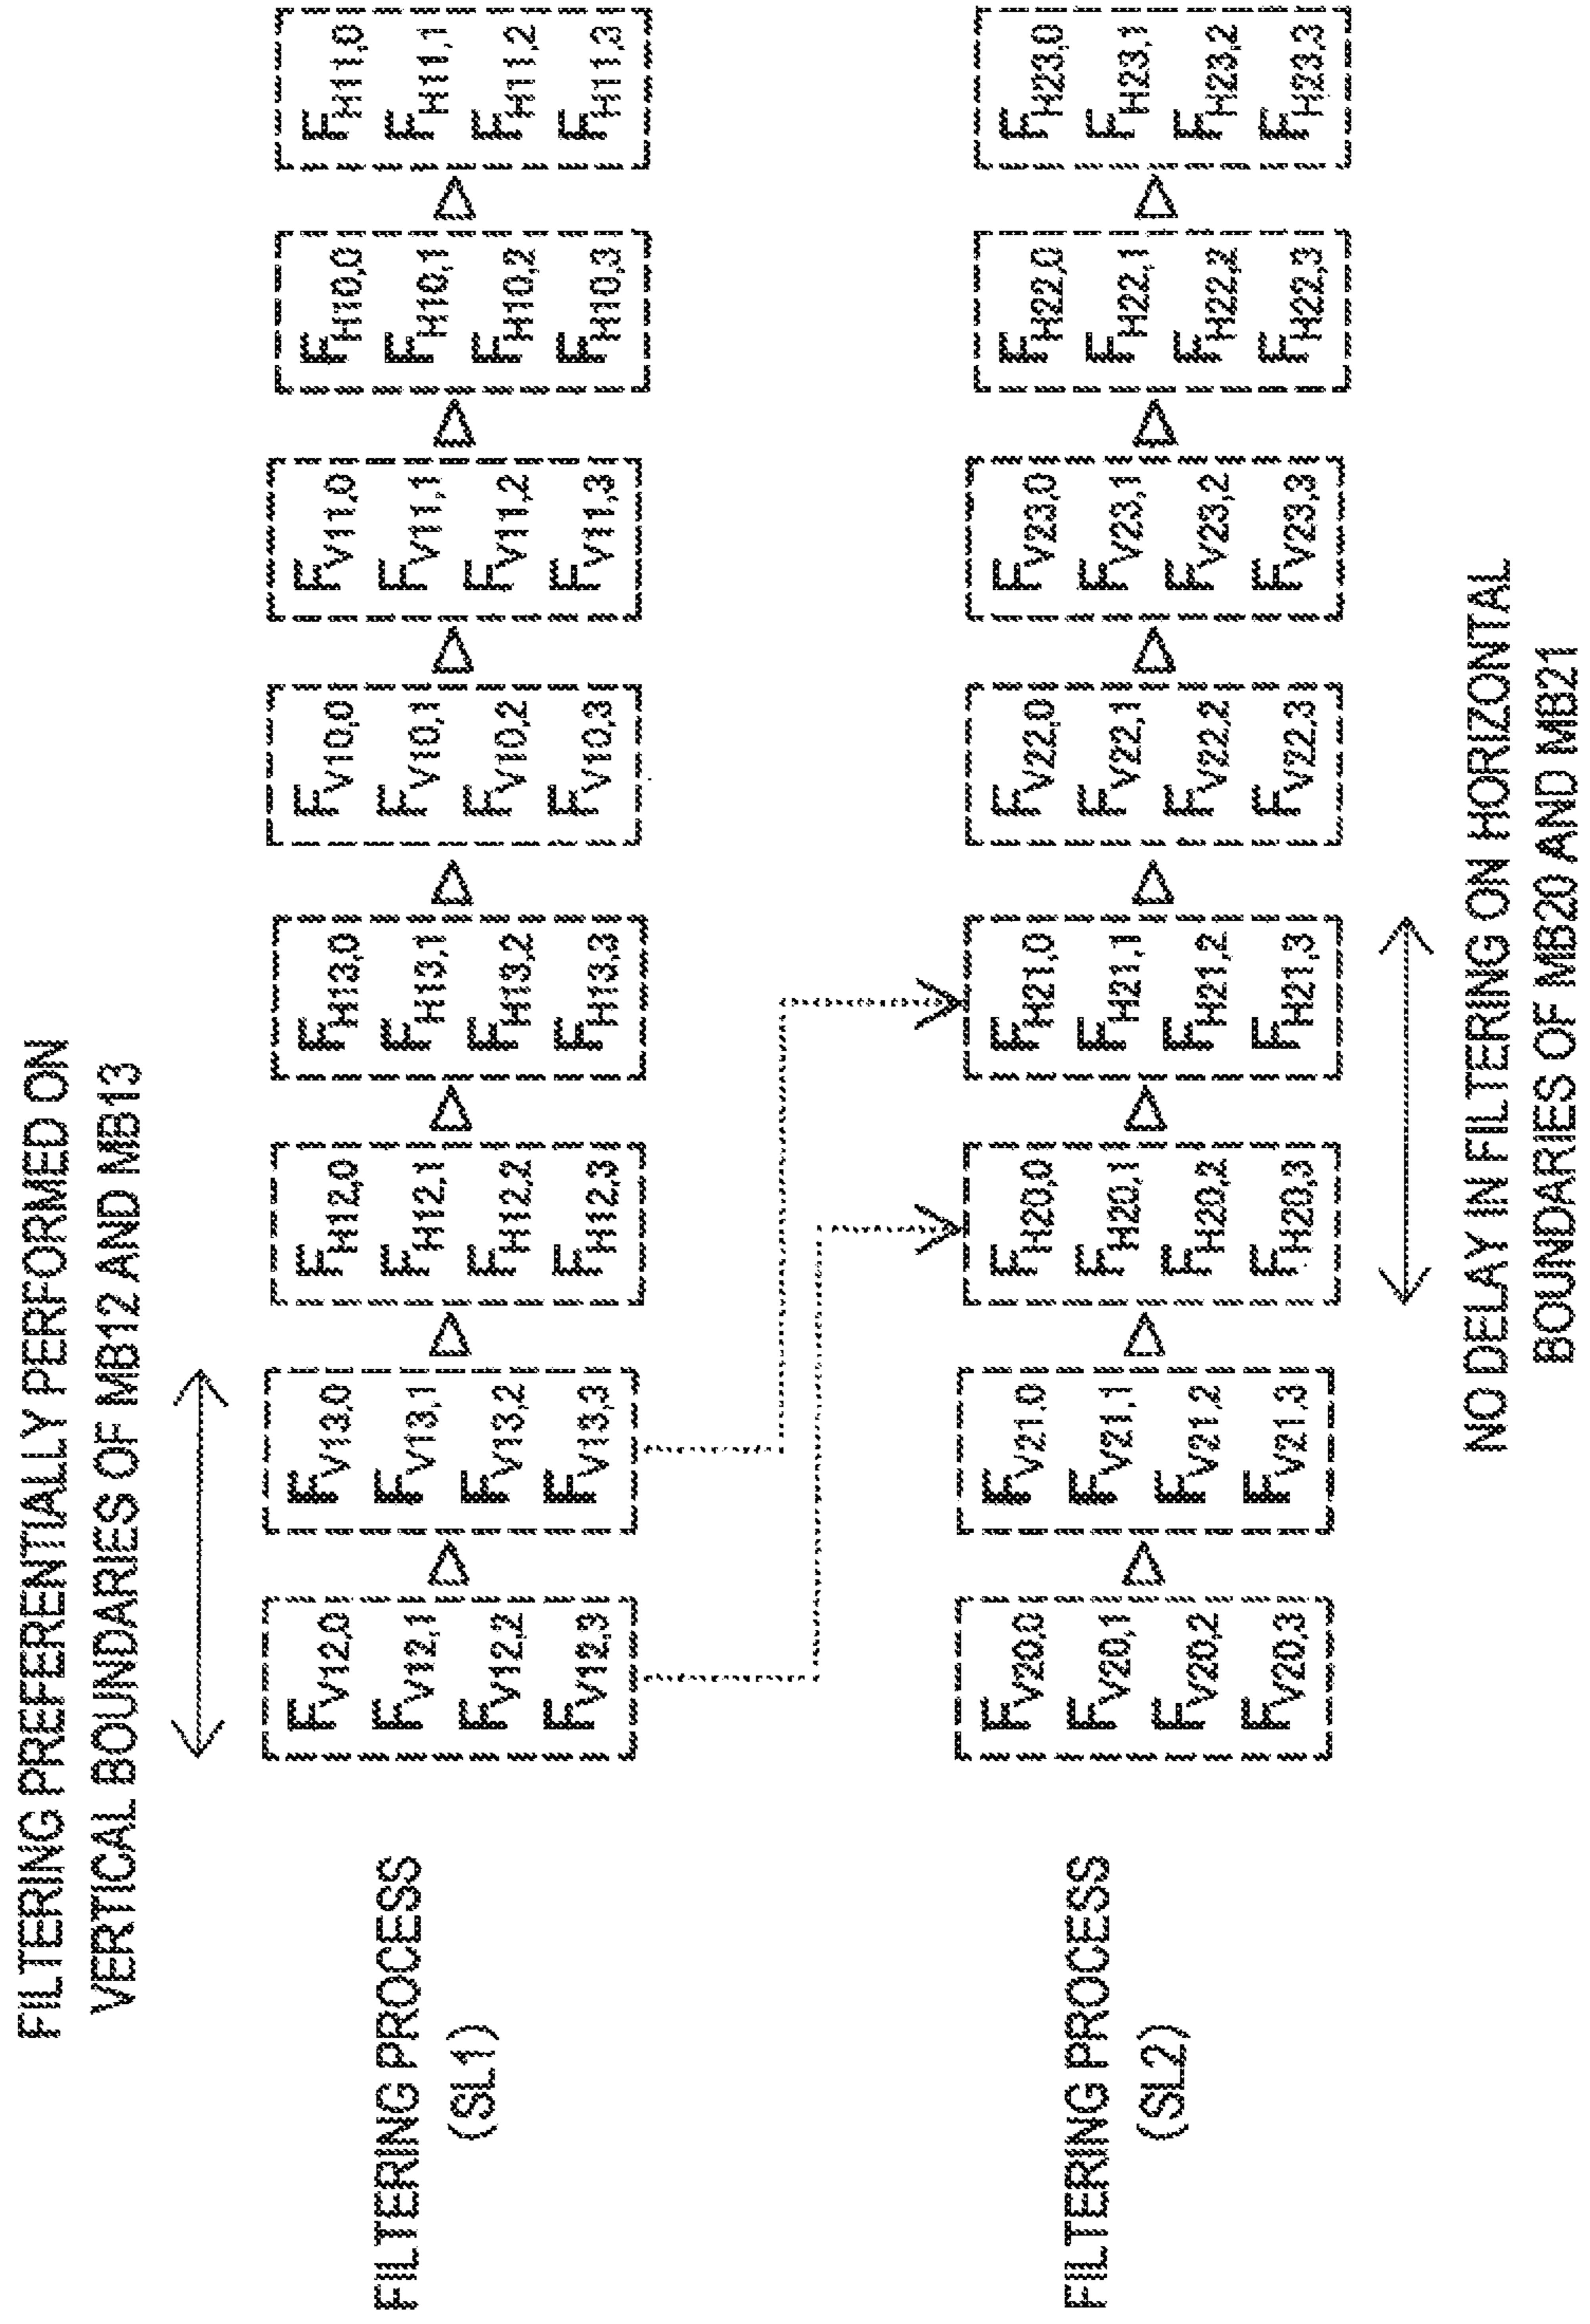 FILTERING PREFERENTIALLY PERFORMED ON
VERTICAL BOUNDARIES OF MB12 AND MB13
FILTERING PROCESS
(SL1)
FV12,0
FV12,1
FV12,2
FV12,3
FV13,0
FV13,1
FV13,2
FV13,3
FH12,0
FH12,1
FH12,2
FH12,3
FH13,0
FH13,1
FH13,2
FH13,3
FV10,0
FV10,1
FV10,2
FV10,3
FV11,0
FV11,1
FV11,2
FV11,3
FH10,0
FH10,1
FH10,2
FH10,3
FH11,0
FH11,1
FH11,2
FH11,3
FILTERING PROCESS
(SL2)
FV20,0
FV20,1
FV20,2
FV20,3
FV21,0
FV21,1
FV21,2
FV21,3
FH20,0
FH20,1
FH20,2
FH20,3
FH21,0
FH21,1
FH21,2
FH21,3
FV22,0
FV22,1
FV22,2
FV22,3
FV23,0
FV23,1
FV23,2
FV23,3
FH22,0
FH22,1
FH22,2
FH22,3
FH23,0
FH23,1
FH23,2
FH23,3
NO DELAY IN FILTERING ON HORIZONTAL
BOUNDARIES OF MB20 AND MB21